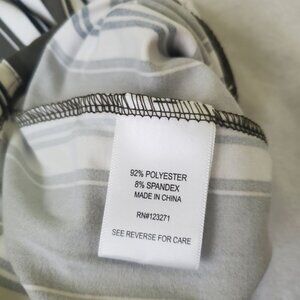 92% POLYESTER
8% SPANDEX
MADE IN CHINA
RN#123271
SEE REVERSE FOR CARE